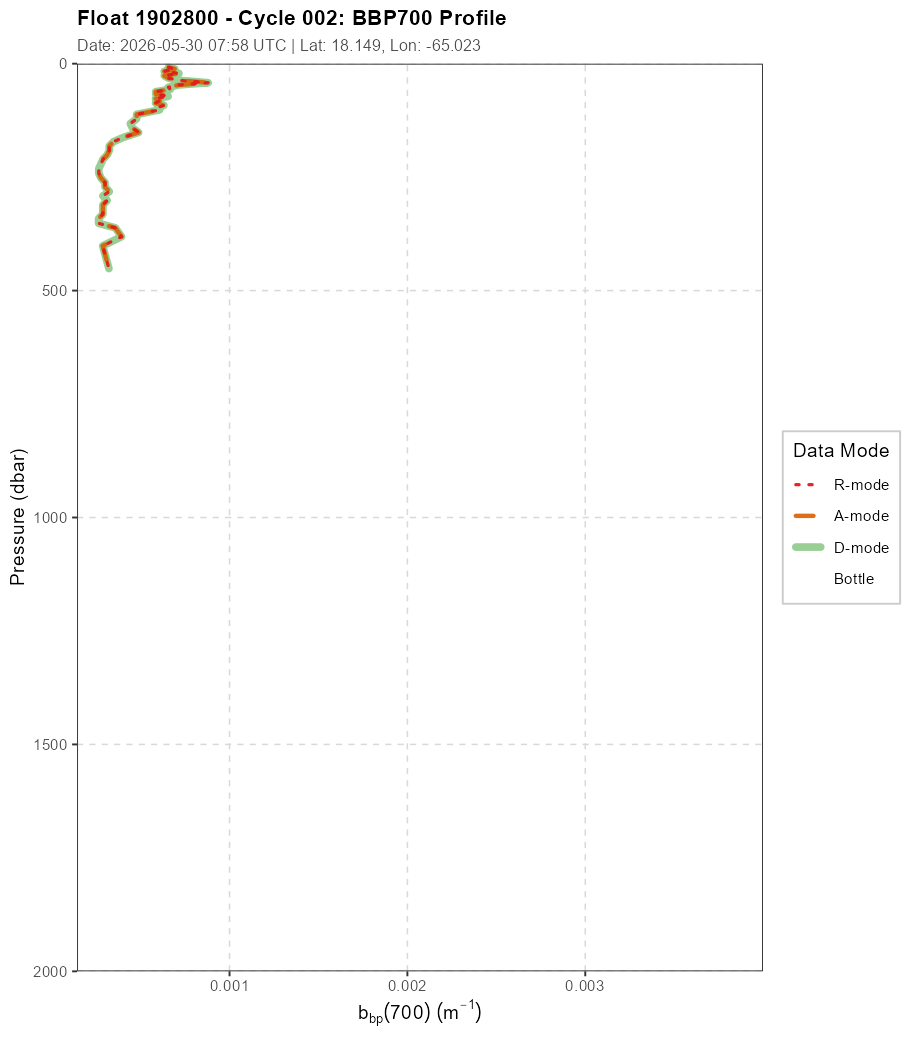 Float 1902800 - Cycle 002: BBP700 Profile
Date: 2026-05-30 07:58 UTC | Lat: 18.149, Lon: -65.023
0
500
1000
1500
2000
Pressure (dbar)
0.001
0.002
0.003
b_bp(700) (m⁻¹)
Data Mode
R-mode
A-mode
D-mode
Bottle